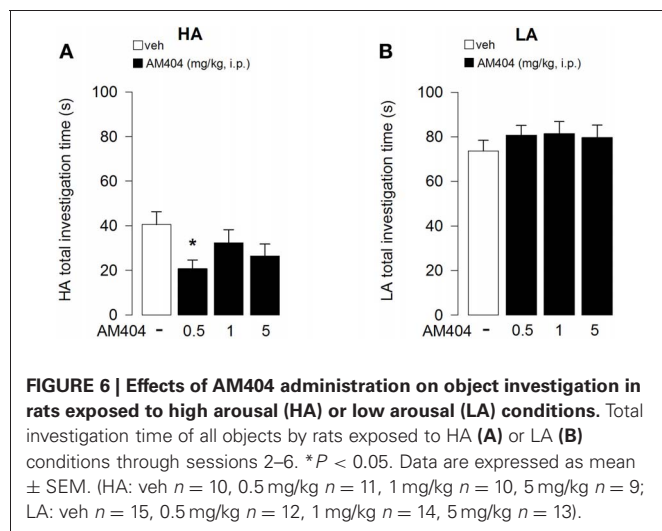 HA
LA
A
B
veh
AM404 (mg/kg, i.p.)
veh
AM404 (mg/kg, i.p.)
HA total investigation time (s)
100
80
60
40
20
0
*
AM404 - 0.5 1 5
LA total investigation time (s)
100
80
60
40
20
0
AM404 - 0.5 1 5
FIGURE 6 | Effects of AM404 administration on object investigation in
rats exposed to high arousal (HA) or low arousal (LA) conditions. Total
investigation time of all objects by rats exposed to HA (A) or LA (B)
conditions through sessions 2–6. *P < 0.05. Data are expressed as mean
± SEM. (HA: veh n = 10, 0.5 mg/kg n = 11, 1 mg/kg n = 10, 5 mg/kg n = 9;
LA: veh n = 15, 0.5 mg/kg n = 12, 1 mg/kg n = 14, 5 mg/kg n = 13).